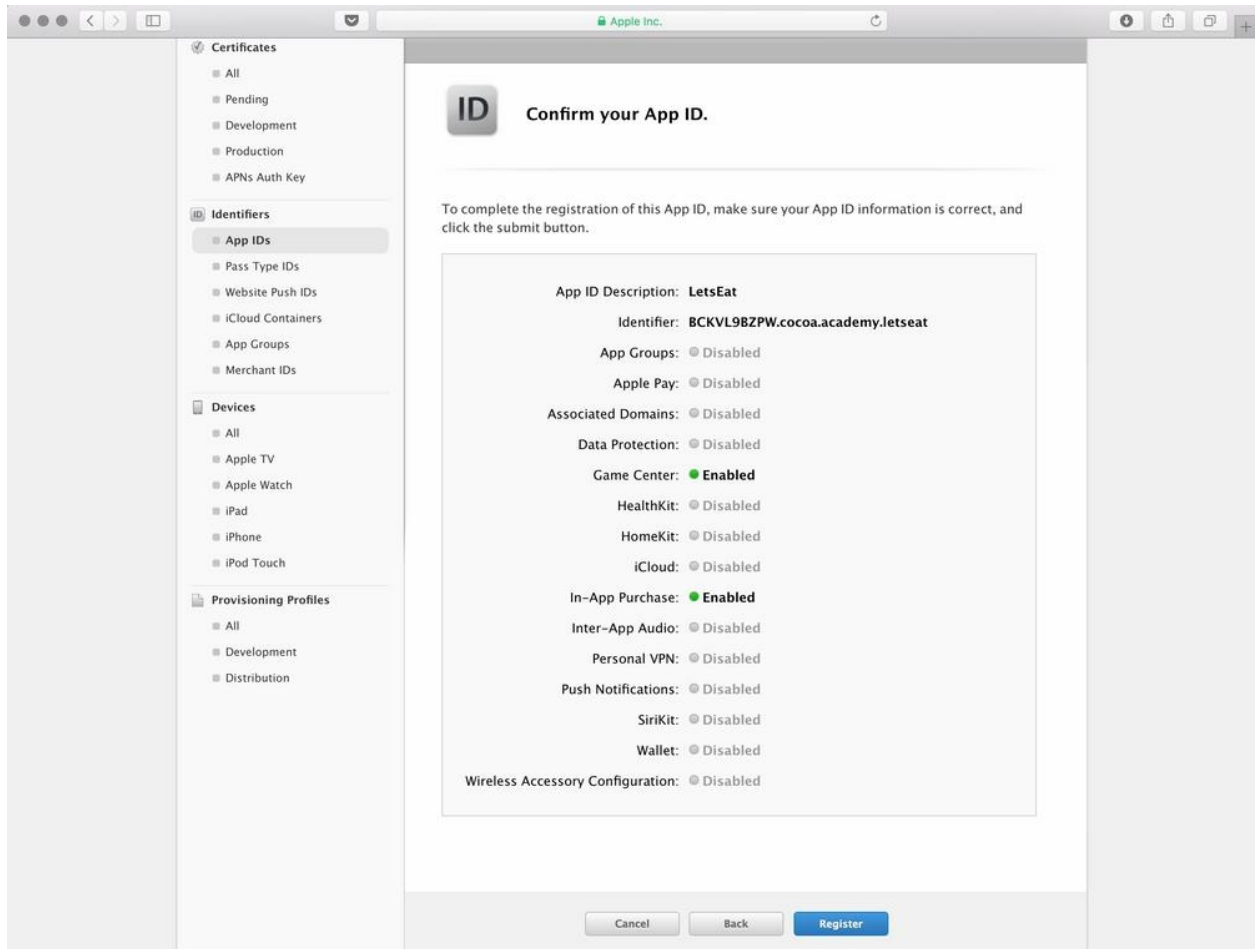 Apple Inc.
Certificates
All
Pending
Development
Production
APNs Auth Key
Identifiers
App IDs
Pass Type IDs
Website Push IDs
iCloud Containers
App Groups
Merchant IDs
Devices
All
Apple TV
Apple Watch
iPad
iPhone
iPod Touch
Provisioning Profiles
All
Development
Distribution
ID
Confirm your App ID.
To complete the registration of this App ID, make sure your App ID information is correct, and
click the submit button.
App ID Description: LetsEat
Identifier: BCKVL9BZPW.cocoa.academy.letseat
App Groups: Disabled
Apple Pay: Disabled
Associated Domains: Disabled
Data Protection: Disabled
Game Center: Enabled
HealthKit: Disabled
HomeKit: Disabled
iCloud: Disabled
In-App Purchase: Enabled
Inter-App Audio: Disabled
Personal VPN: Disabled
Push Notifications: Disabled
SiriKit: Disabled
Wallet: Disabled
Wireless Accessory Configuration: Disabled
Cancel
Back
Register